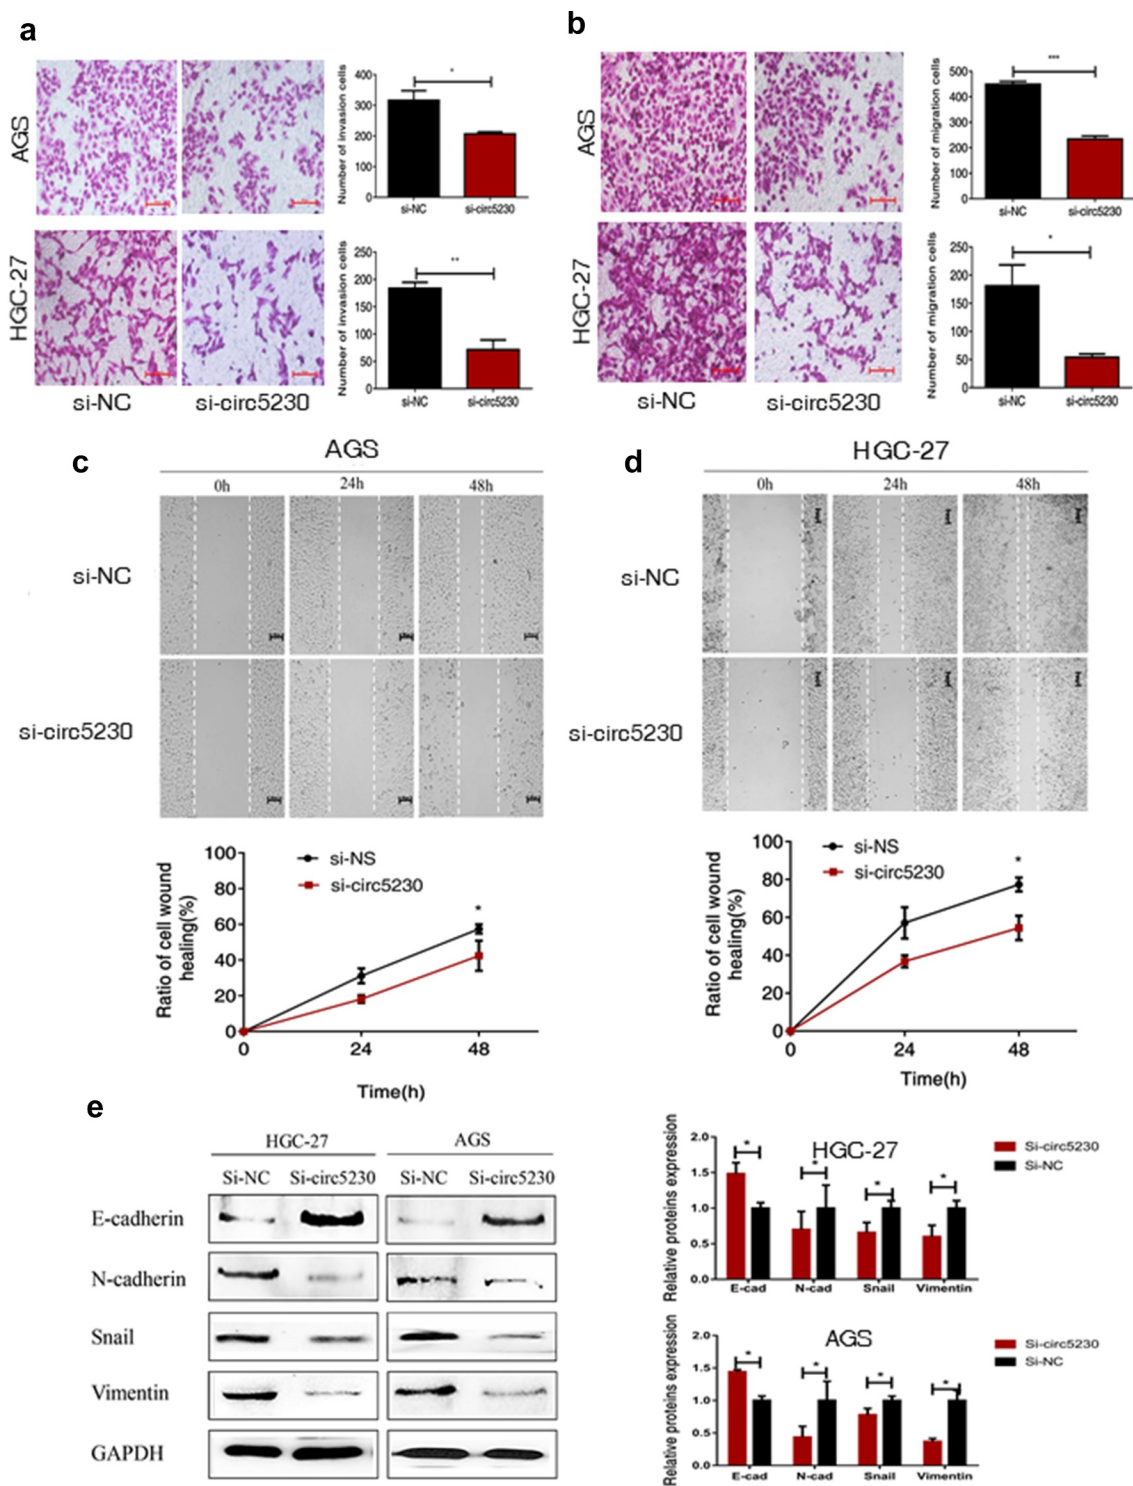 a
AGS
HGC-27
si-NC
si-circ5230
Number of invasion cells
400
300
200
100
0
*
si-NC
si-circ5230
Number of invasion cells
250
200
150
100
50
0
**
si-NC
si-circ5230
b
AGS
HGC-27
si-NC
si-circ5230
Number of migration cells
500
400
300
200
100
0
***
si-NC
si-circ5230
Number of migration cells
250
200
150
100
50
0
*
si-NC
si-circ5230
c
AGS
0h 24h 48h
si-NC
si-circ5230
Ratio of cell wound
healing(%)
100
80
60
40
20
0
si-NS
si-circ5230
*
0 24 48
Time(h)
d
HGC-27
0h 24h 48h
si-NC
si-circ5230
Ratio of cell wound
healing(%)
100
80
60
40
20
0
si-NS
si-circ5230
*
0 24 48
Time(h)
e
HGC-27 AGS
Si-NC Si-circ5230 Si-NC Si-circ5230
E-cadherin
N-cadherin
Snail
Vimentin
GAPDH
Relative proteins expression
2.0
1.5
1.0
0.5
0.0
HGC-27
* * * *
E-cad N-cad Snail Vimentin
Si-circ5230
Si-NC
Relative proteins expression
2.0
1.5
1.0
0.5
0.0
AGS
* * * *
E-cad N-cad Snail Vimentin
Si-circ5230
Si-NC